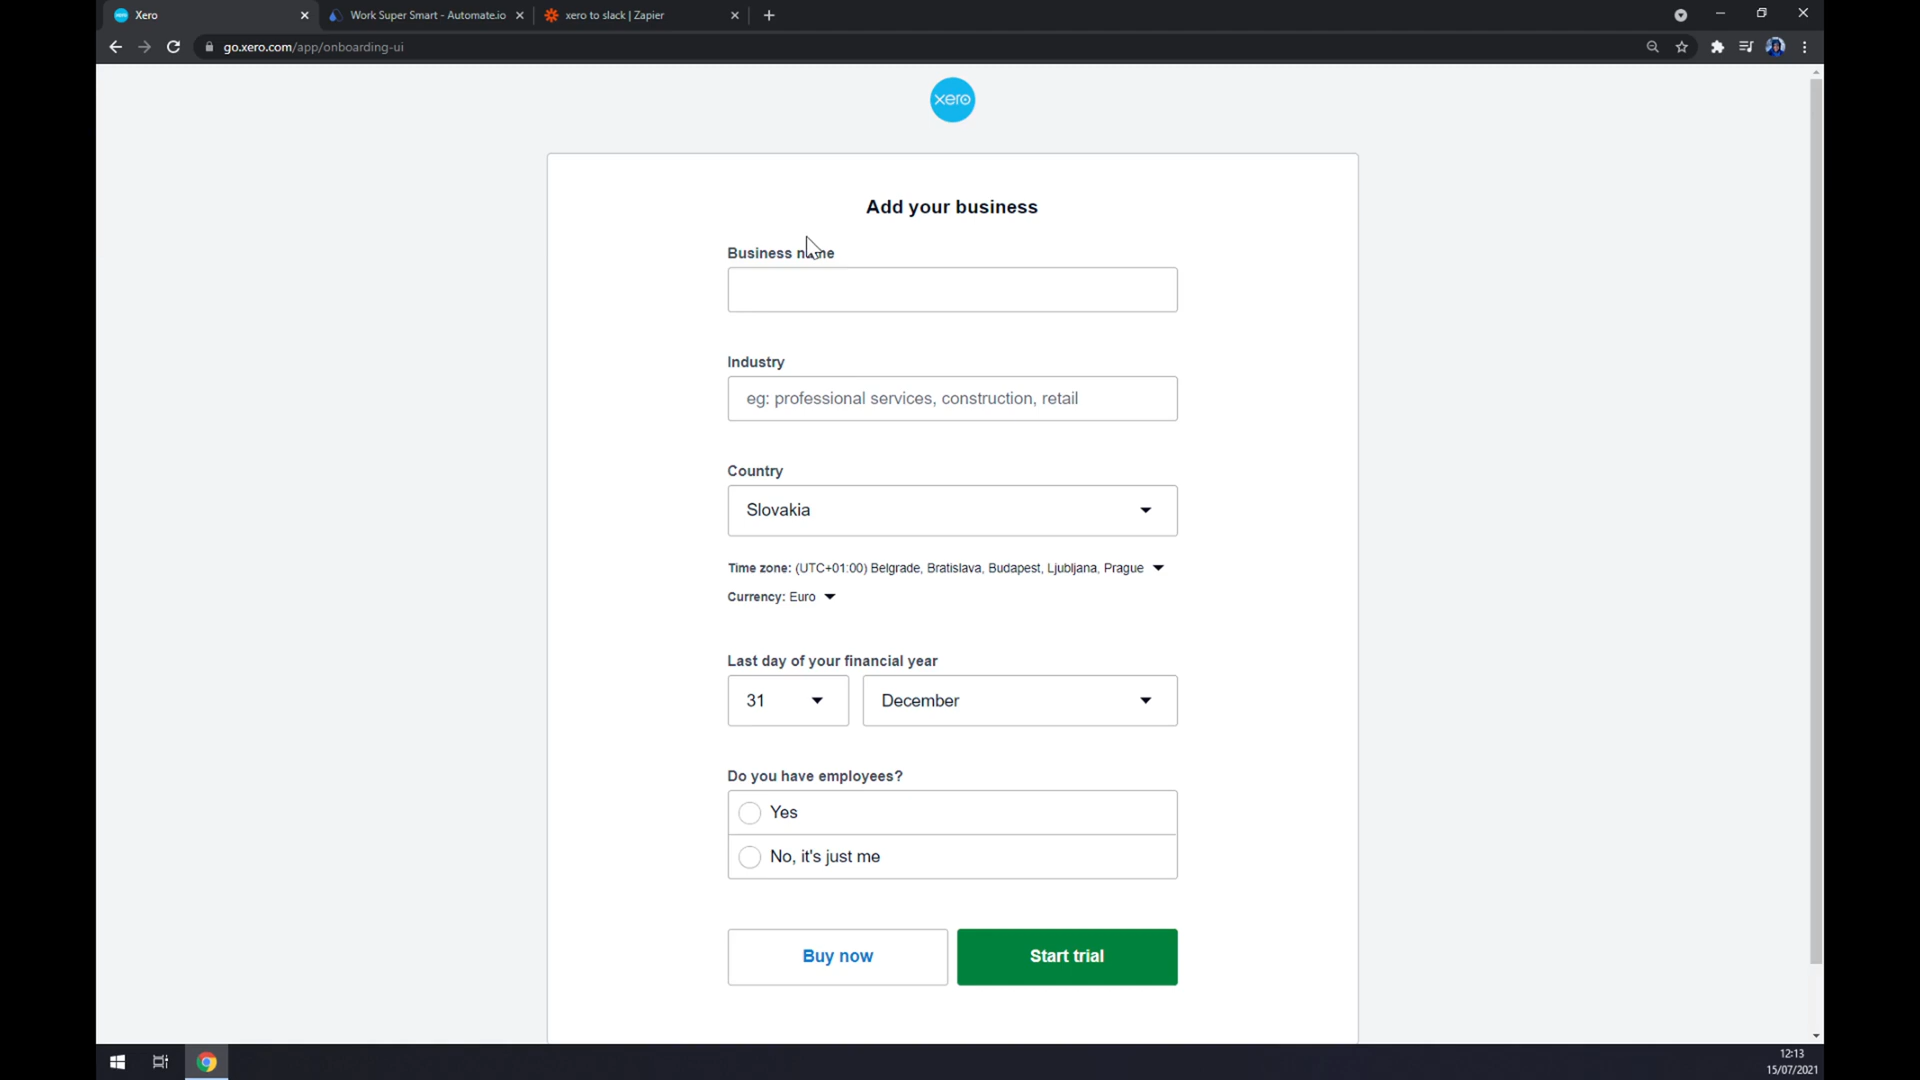 Xero
Work Super Smart - Automate.io
xero to slack | Zapier
go.xero.com/app/onboarding-ui
xero
Add your business
Business name
Industry
eg: professional services, construction, retail
Country
Slovakia
Time zone: (UTC+01:00) Belgrade, Bratislava, Budapest, Ljubljana, Prague
Currency: Euro
Last day of your financial year
31 December
Do you have employees?
Yes
No, it's just me
Buy now Start trial
12:13
15/07/2021